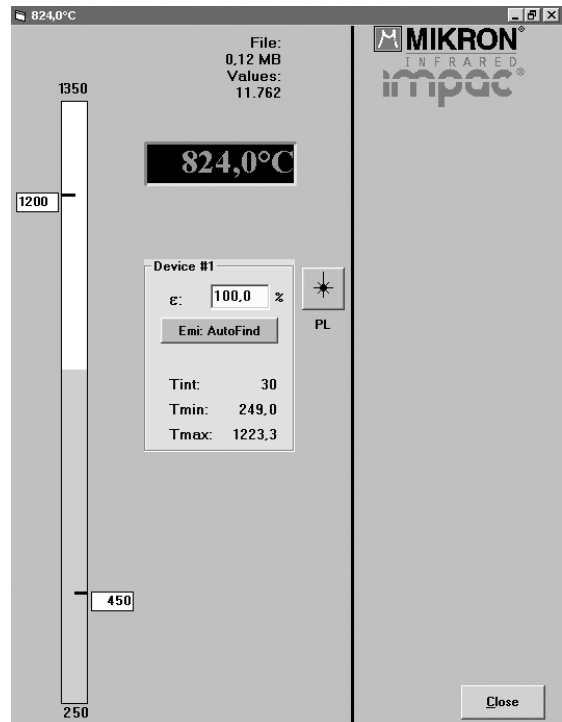 824,0°C
File:
0,12 MB
Values:
11.762
MIKRON®
INFRARED
impac®
1350
824,0°C
1200
Device #1
ε: 100,0 %
Emi: AutoFind
PL
Tint: 30
Tmin: 249,0
Tmax: 1223,3
450
250
Close